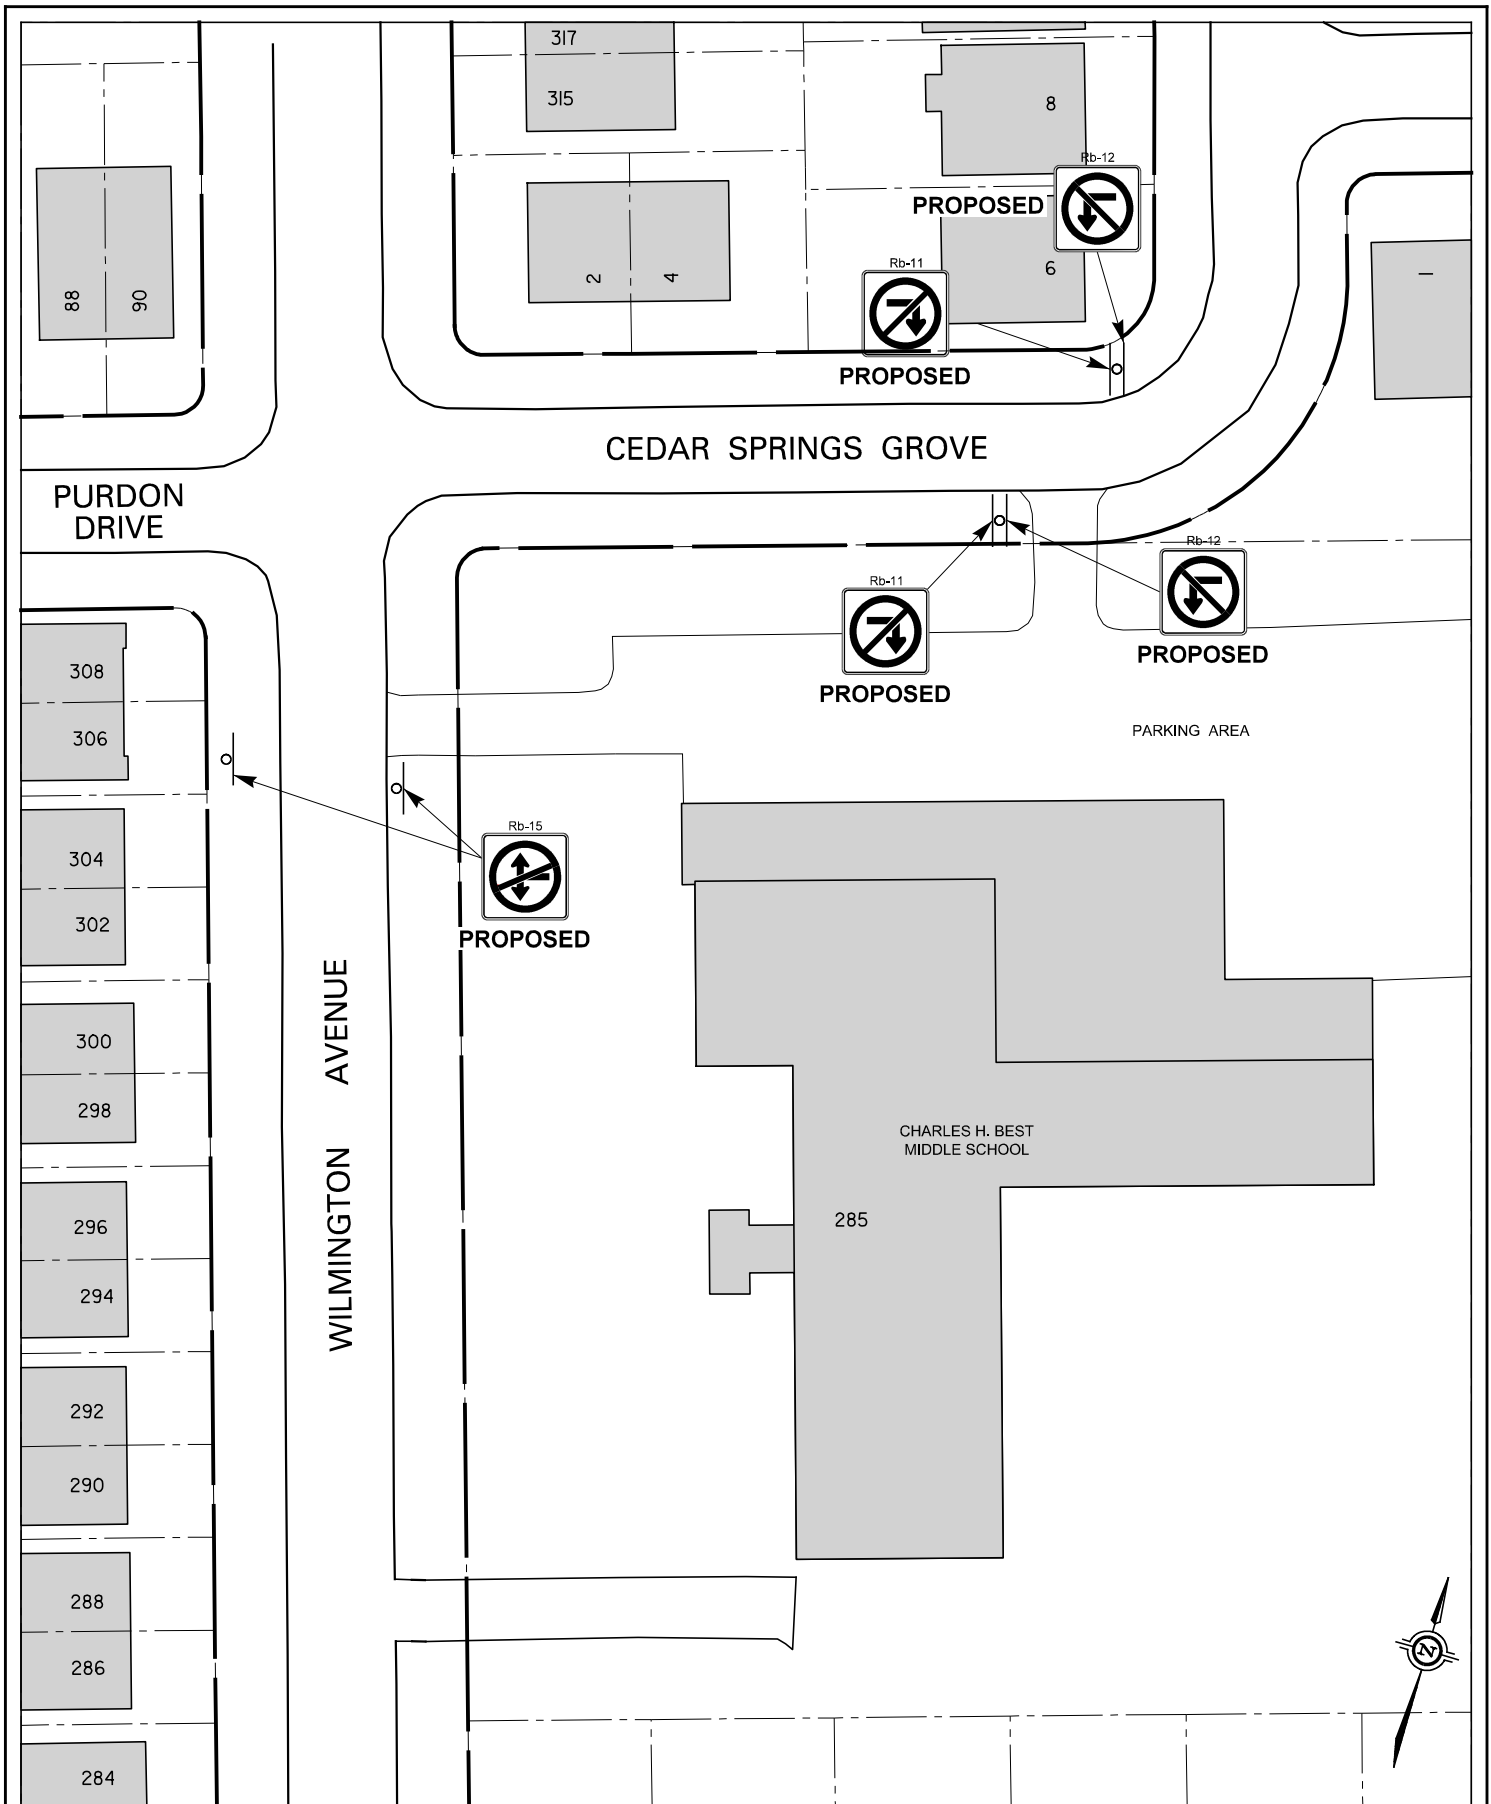 317
315
8
Rb-12
PROPOSED
Rb-11
6
2
4
88
90
1
PROPOSED
CEDAR SPRINGS GROVE
PURDON
DRIVE
Rb-12
Rb-11
PROPOSED
PROPOSED
308
306
PARKING AREA
Rb-15
304
302
PROPOSED
WILMINGTON AVENUE
300
298
CHARLES H. BEST
MIDDLE SCHOOL
285
296
294
292
290
288
286
N
284